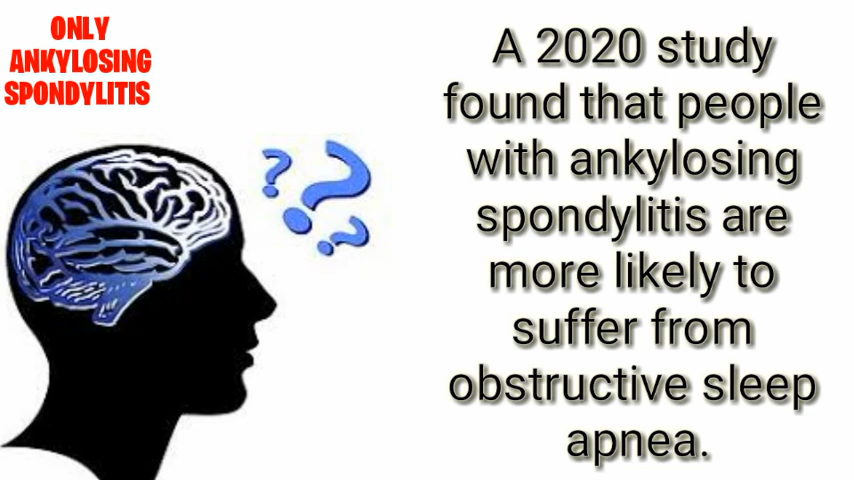 ONLY
ANKYLOSING
SPONDYLITIS
A 2020 study
found that people
with ankylosing
spondylitis are
more likely to
suffer from
obstructive sleep
apnea.